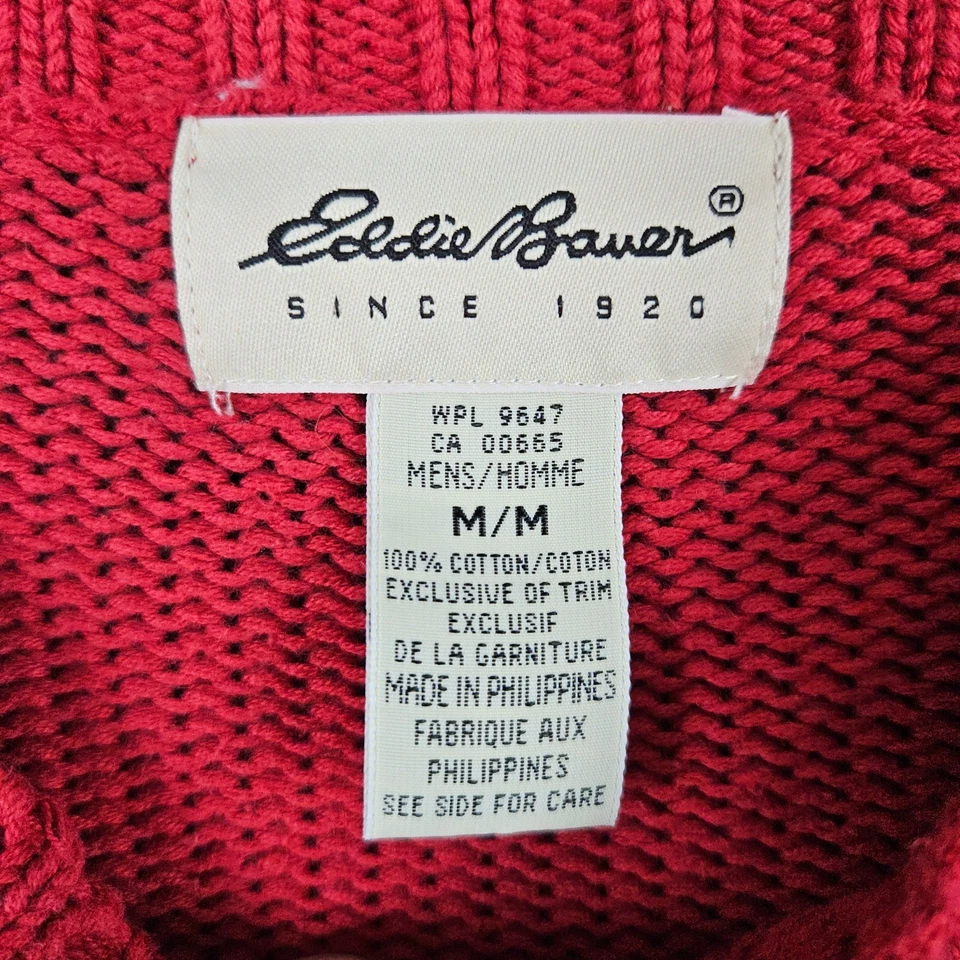 Eddie Bauer®
SINCE 1920
WPL 9647
CA 00665
MENS/HOMME
M/M
100% COTTON/COTON
EXCLUSIVE OF TRIM
EXCLUSIF
DE LA GARNITURE
MADE IN PHILIPPINES
FABRIQUE AUX
PHILIPPINES
SEE SIDE FOR CARE